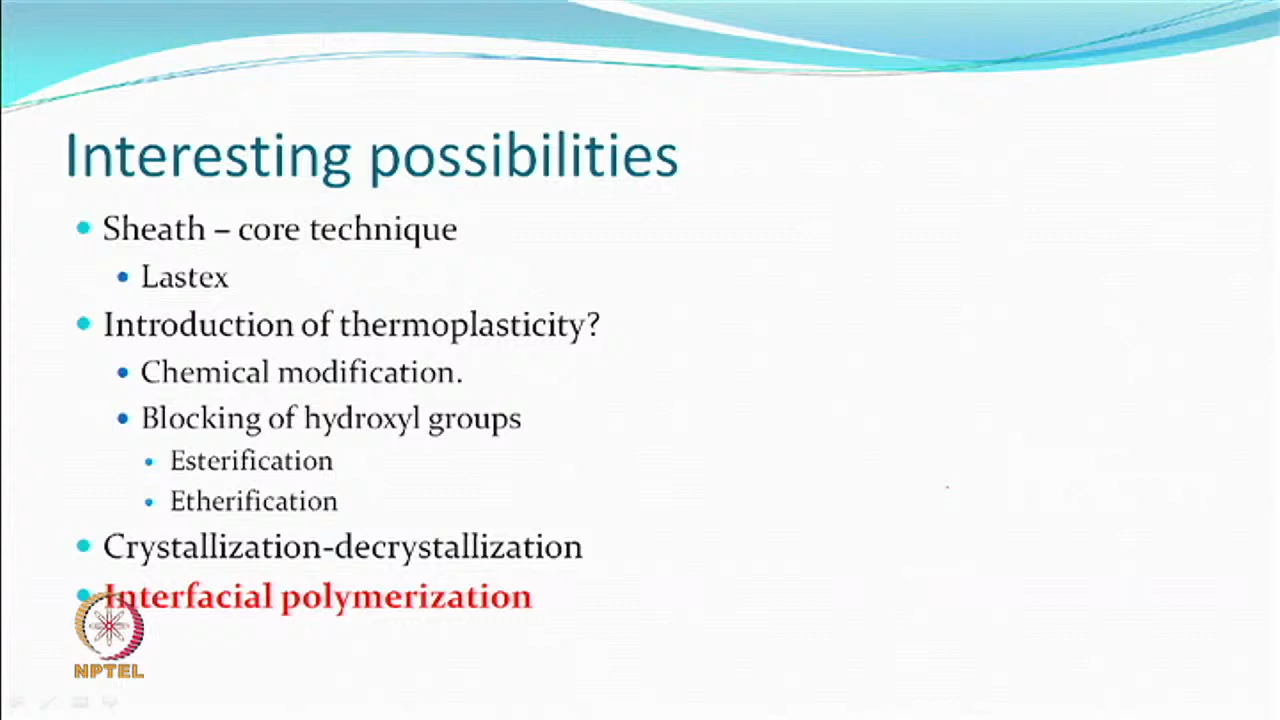 Interesting possibilities
Sheath – core technique
Lastex
Introduction of thermoplasticity?
Chemical modification.
Blocking of hydroxyl groups
Esterification
Etherification
Crystallization-decrystallization
Interfacial polymerization
NPTEL